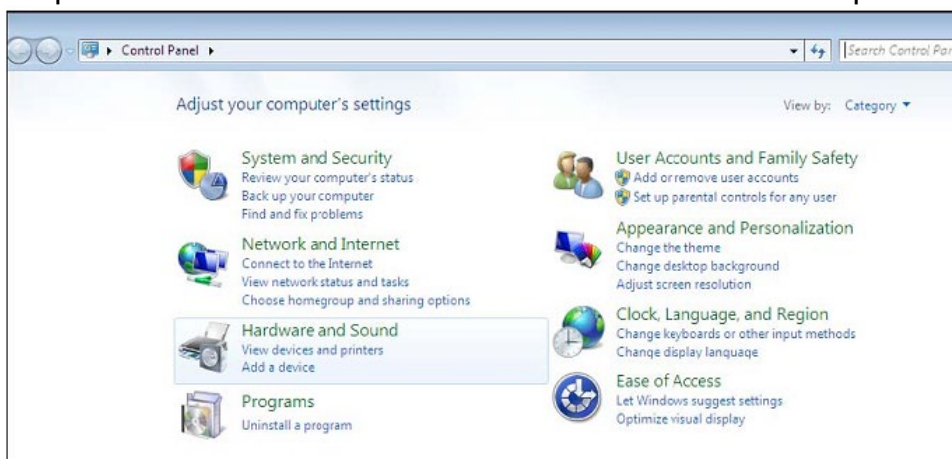 Control Panel
Search Control Par
Adjust your computer's settings
View by: Category
System and Security
Review your computer's status
Back up your computer
Find and fix problems
Network and Internet
Connect to the Internet
View network status and tasks
Choose homegroup and sharing options
Hardware and Sound
View devices and printers
Add a device
Programs
Uninstall a program
User Accounts and Family Safety
Add or remove user accounts
Set up parental controls for any user
Appearance and Personalization
Change the theme
Change desktop background
Adjust screen resolution
Clock, Language, and Region
Change keyboards or other input methods
Change display language
Ease of Access
Let Windows suggest settings
Optimize visual display